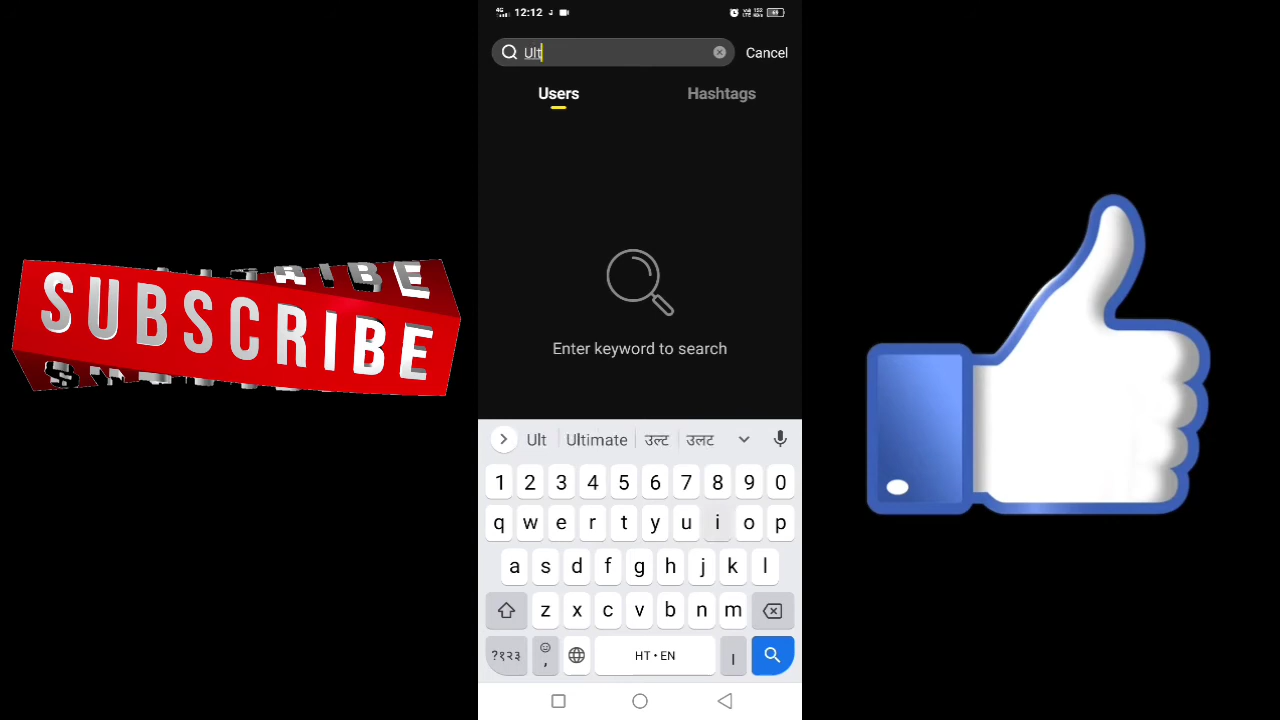 4G 12:12
Ult
Cancel
Users Hashtags
Enter keyword to search
SUBSCRIBE
Ult Ultimate उल्ट उलट
1 2 3 4 5 6 7 8 9 0
q w e r t y u i o p
a s d f g h j k l
z x c v b n m
?१२३ , HT • EN ।